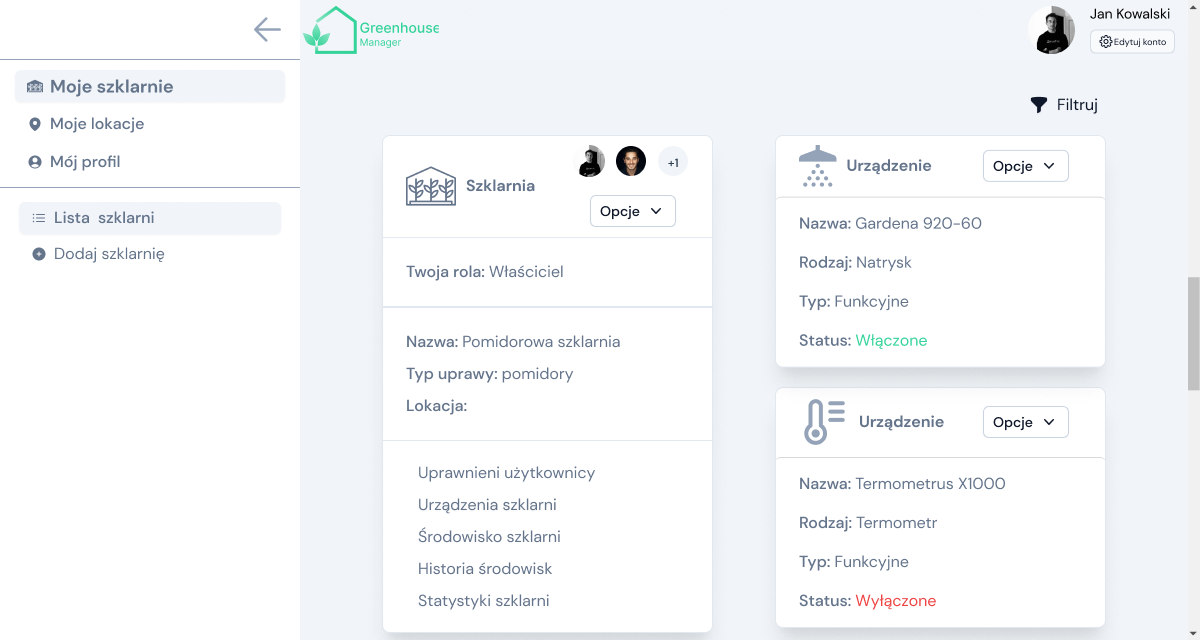 Greenhouse
Manager
Jan Kowalski
Edytuj konto
Moje szklarnie
Moje lokacje
Mój profil
Lista szklarni
Dodaj szklarnię
Filtruj
+1
Szklarnia
Opcje
Twoja rola: Właściciel
Nazwa: Pomidorowa szklarnia
Typ uprawy: pomidory
Lokacja:
Uprawnieni użytkownicy
Urządzenia szklarni
Środowisko szklarni
Historia środowisk
Statystyki szklarni
Urządzenie
Opcje
Nazwa: Gardena 920-60
Rodzaj: Natrysk
Typ: Funkcyjne
Status: Włączone
Urządzenie
Opcje
Nazwa: Termometrus X1000
Rodzaj: Termometr
Typ: Funkcyjne
Status: Wyłączone